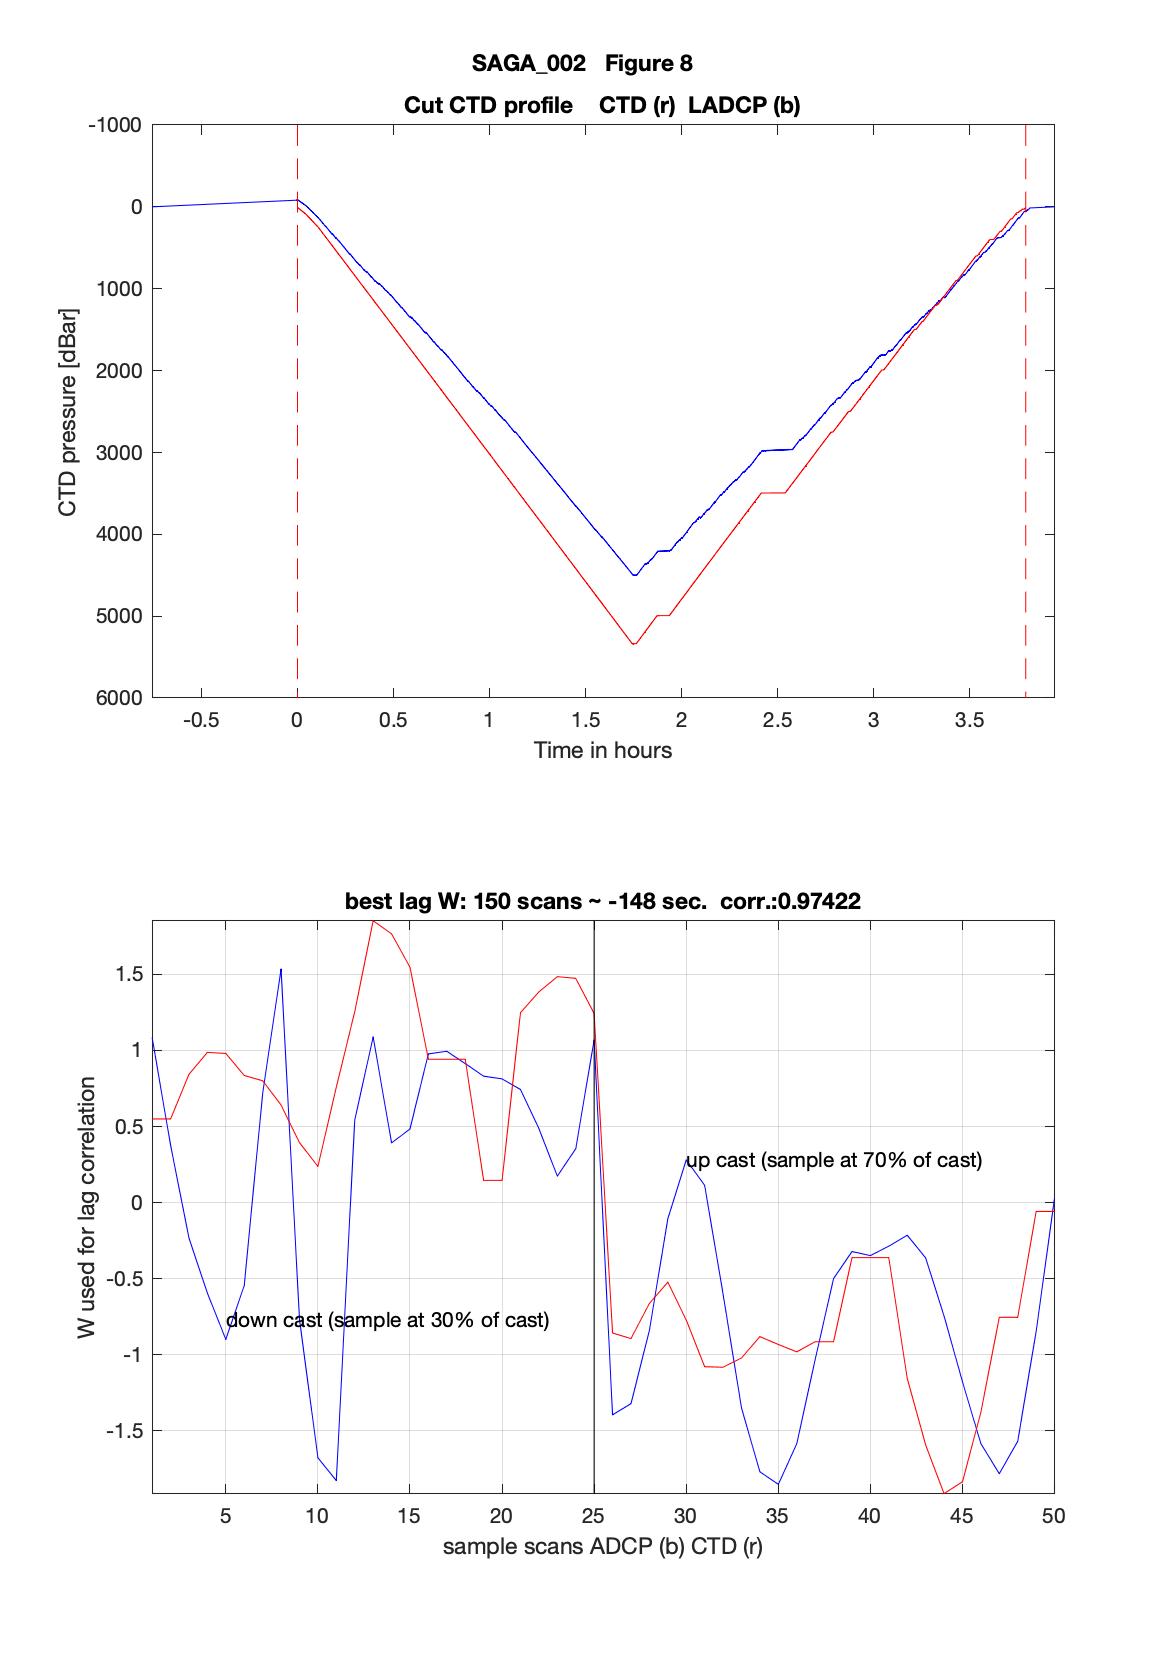 SAGA_002 Figure 8
Cut CTD profile CTD (r) LADCP (b)
-1000
0
1000
2000
3000
4000
5000
6000
CTD pressure [dBar]
-0.5 0 0.5 1 1.5 2 2.5 3 3.5
Time in hours
best lag W: 150 scans ~ -148 sec. corr.:0.97422
1.5
1
0.5
0
-0.5
-1
-1.5
W used for lag correlation
up cast (sample at 70% of cast)
down cast (sample at 30% of cast)
5 10 15 20 25 30 35 40 45 50
sample scans ADCP (b) CTD (r)